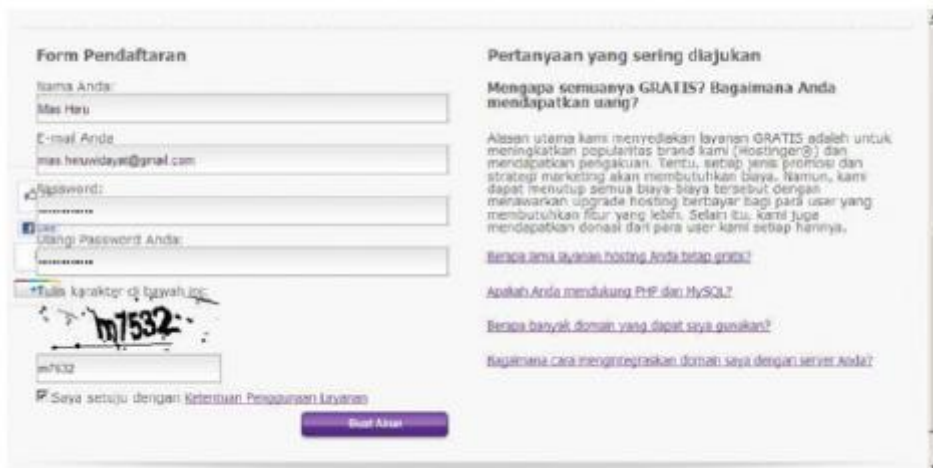 Form Pendaftaran
Nama Anda:
Mas Heru
E-mail Anda
mas.heruwidayat@gmail.com
Password:
Ulangi Password Anda:
Tulis karakter di bawah ini:
m7532
m7532
Saya setuju dengan Ketentuan Penggunaan Layanan
Buat Akun
Pertanyaan yang sering diajukan
Mengapa semuanya GRATIS? Bagaimana Anda
mendapatkan uang?
Alasan utama kami menyediakan layanan GRATIS adalah untuk
meningkatkan popularitas brand kami (Hostinger®) dan
mendapatkan pengakuan. Tentu, setiap jenis promosi dan
strategi marketing akan membutuhkan biaya. Namun, kami
dapat menutup semua biaya-biaya tersebut dengan
menawarkan upgrade hosting berbayar bagi para user yang
membutuhkan fitur yang lebih. Selain itu, kami juga
mendapatkan donasi dari para user kami setiap harinya.
Berapa lama layanan hosting Anda tetap gratis?
Apakah Anda mendukung PHP dan MySQL?
Berapa banyak domain yang dapat saya gunakan?
Bagaimana cara mengintegraskan domain saya dengan server Anda?